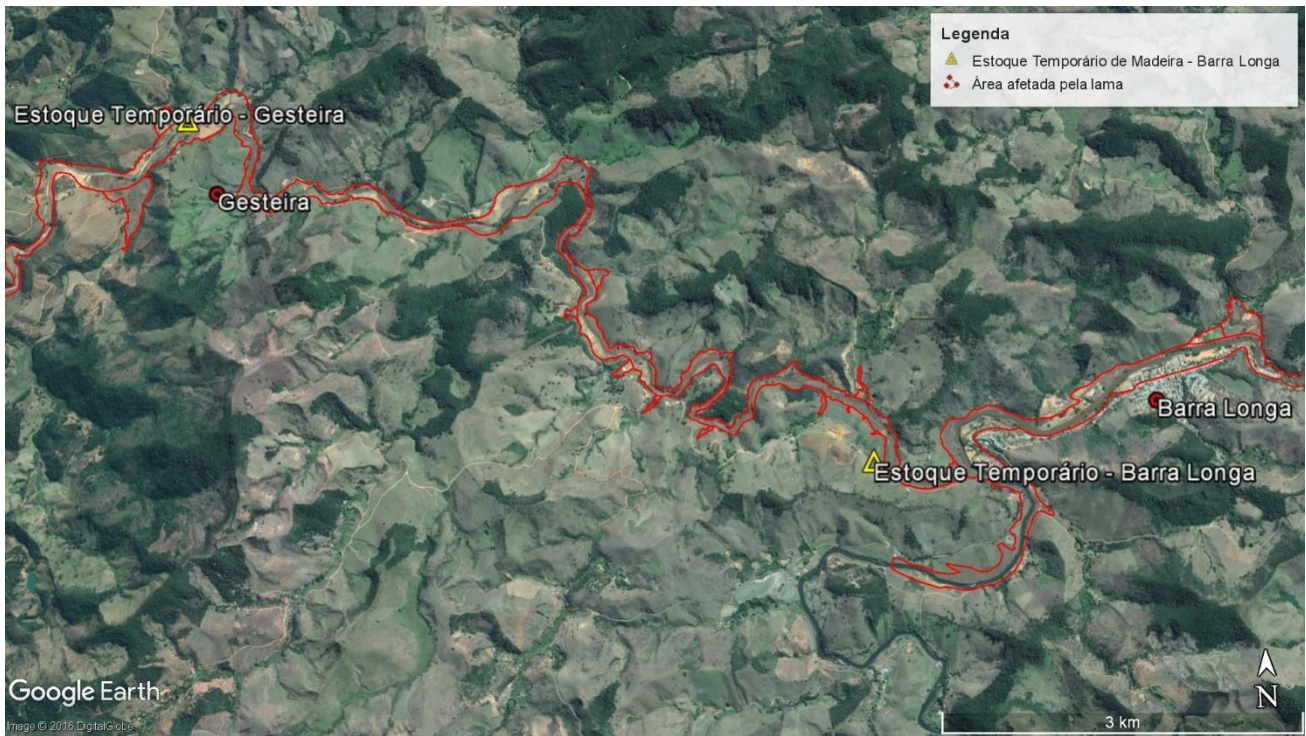 Legenda
Estoque Temporário de Madeira - Barra Longa
Área afetada pela lama
Estoque Temporário - Gesteira
Gesteira
Barra Longa
Estoque Temporário - Barra Longa
Google Earth
N
Image © 2016 DigitalGlobe
3 km